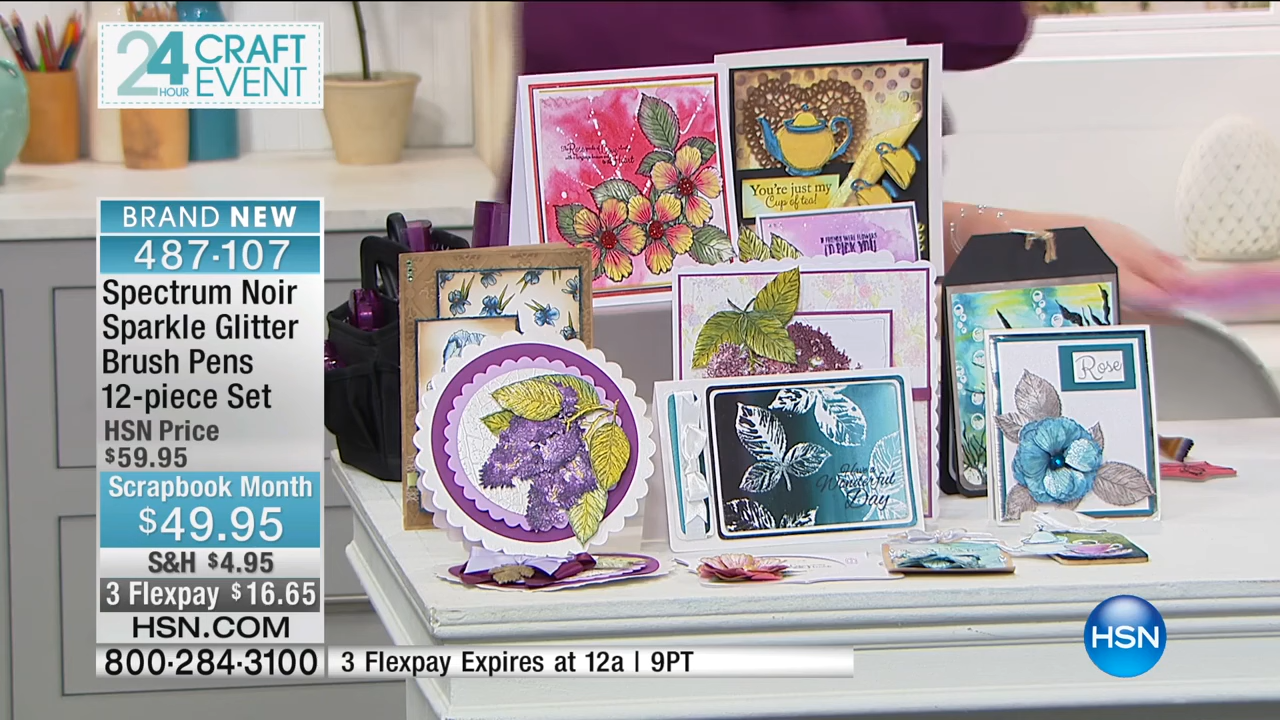 24 HOUR CRAFT EVENT
BRAND NEW
487·107
Spectrum Noir
Sparkle Glitter
Brush Pens
12-piece Set
HSN Price
$59.95
Scrapbook Month
$49.95
S&H $4.95
3 Flexpay $16.65
HSN.COM
800·284·3100
3 Flexpay Expires at 12a | 9PT
HSN
You're just my
Cup of tea!
I'D PICK YOU!
Rose
Have a
Wonderful
Day